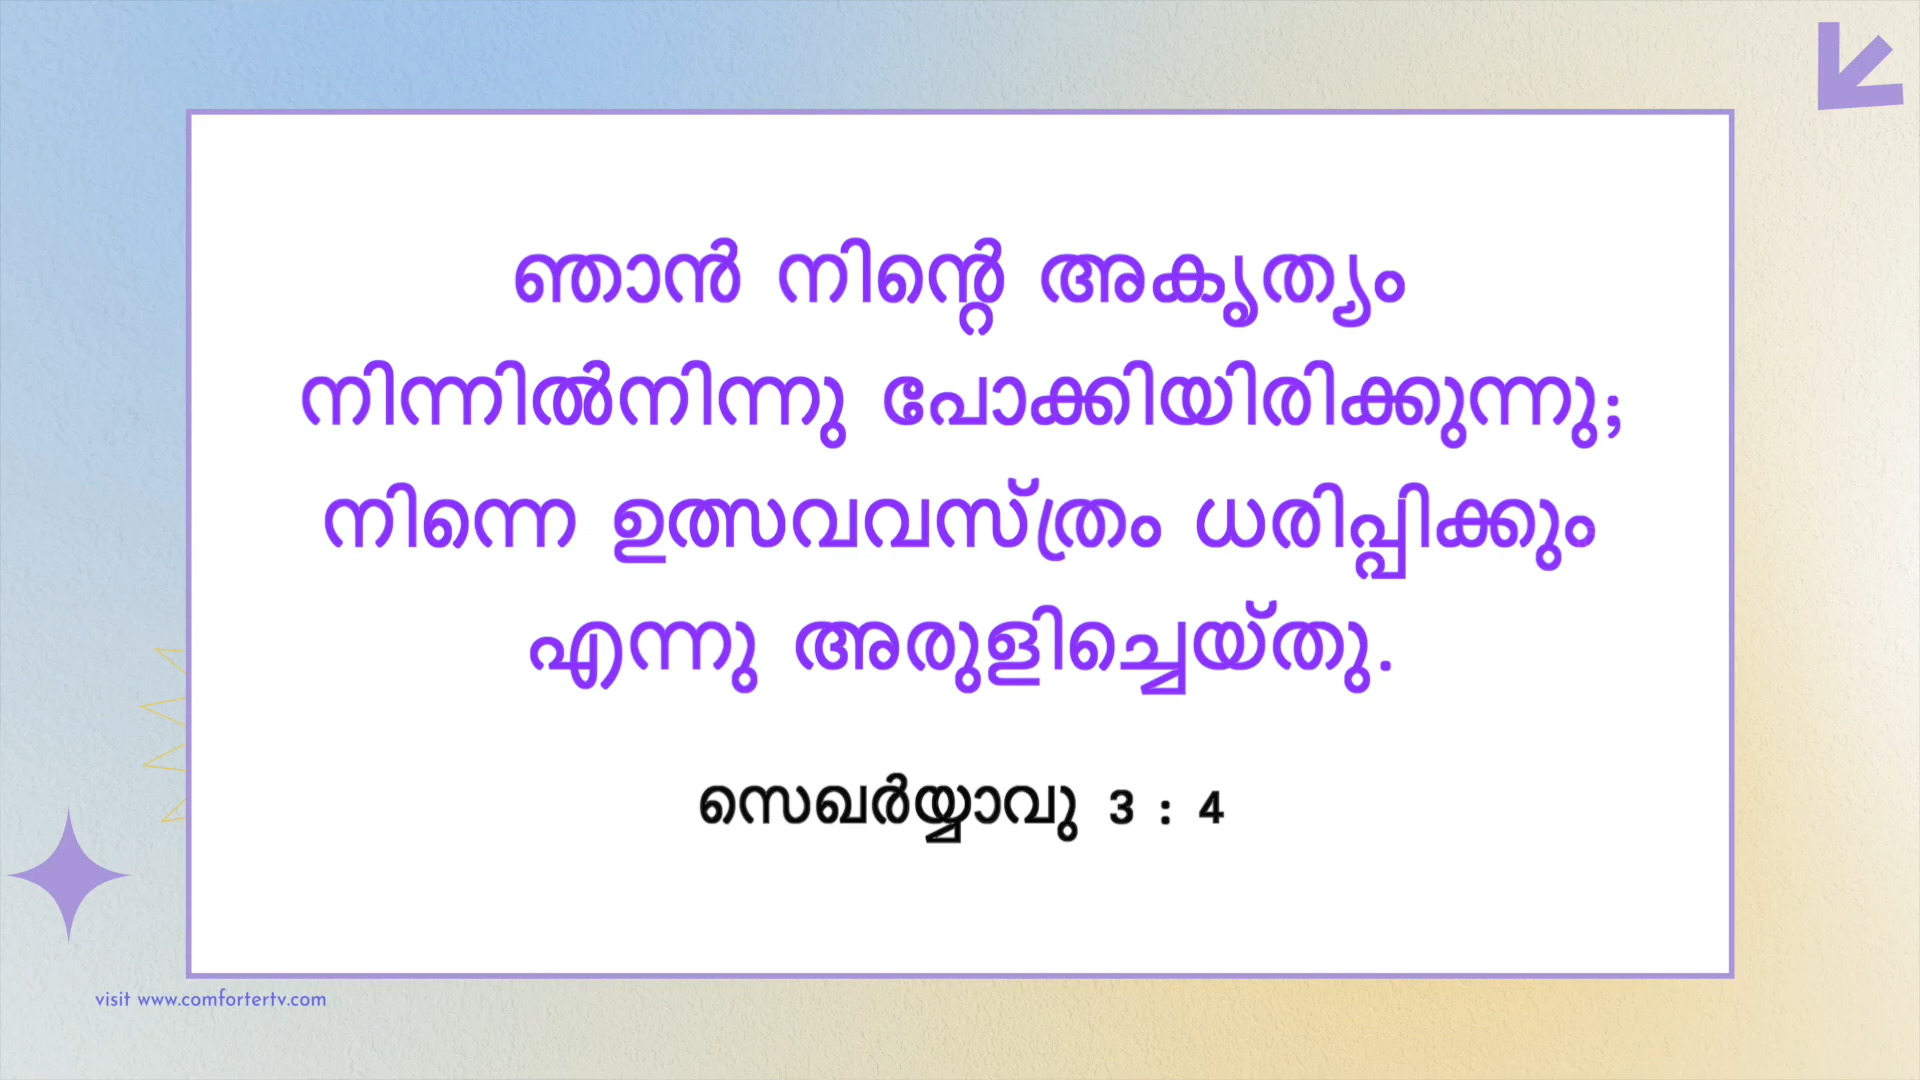 ഞാൻ നിന്റെ അകൃത്യം
നിന്നിൽനിന്നു പോക്കിയിരിക്കുന്നു;
നിന്നെ ഉത്സവവസ്ത്രം ധരിപ്പിക്കും
എന്നു അരുളിച്ചെയ്തു.
സെഖർയ്യാവു 3 : 4
visit www.comfortertv.com